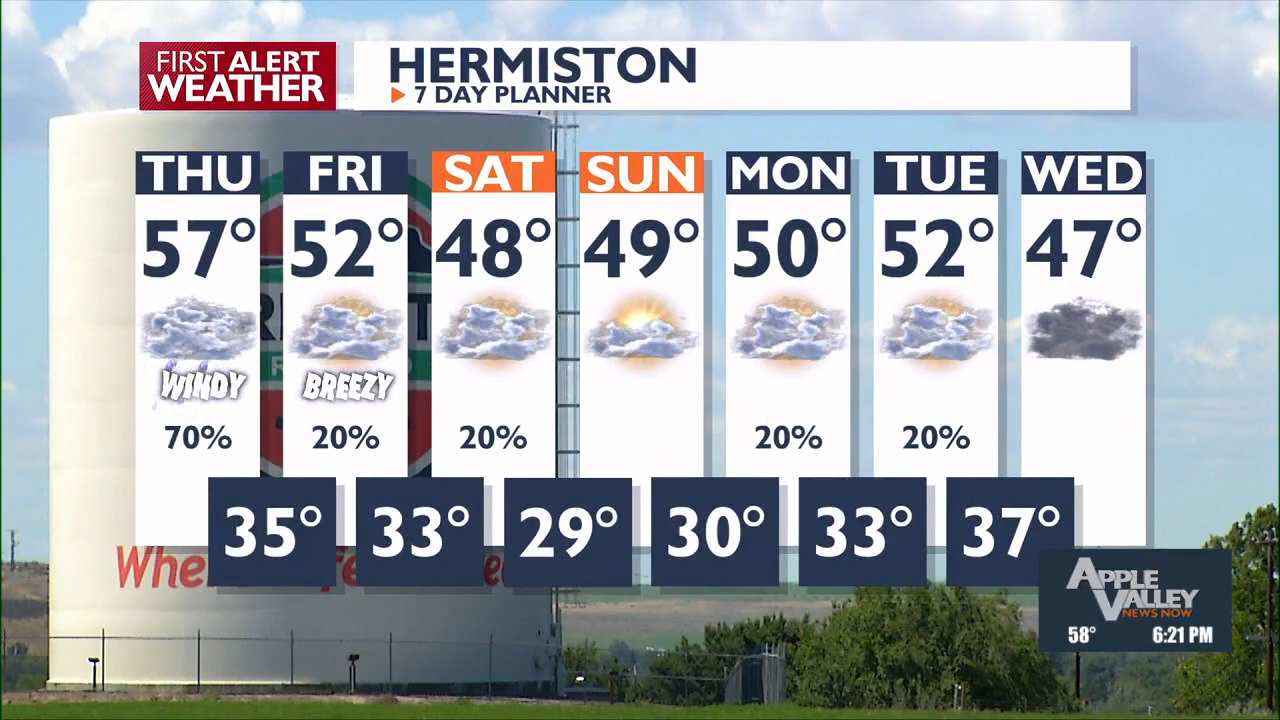 FIRST ALERT
WEATHER
HERMISTON
7 DAY PLANNER
THU FRI SAT SUN MON TUE WED
57° 52° 48° 49° 50° 52° 47°
WINDY BREEZY
70% 20% 20% 20% 20%
35° 33° 29° 30° 33° 37°
APPLE
VALLEY
NEWS NOW
58° 6:21 PM